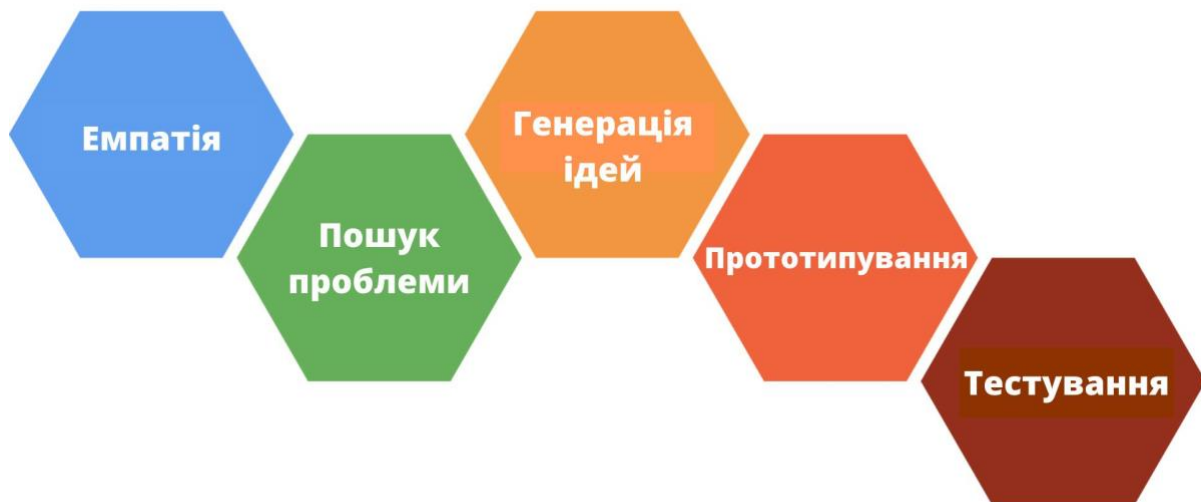 Емпатія
Пошук
проблеми
Генерація
ідей
Прототипування
Тестування